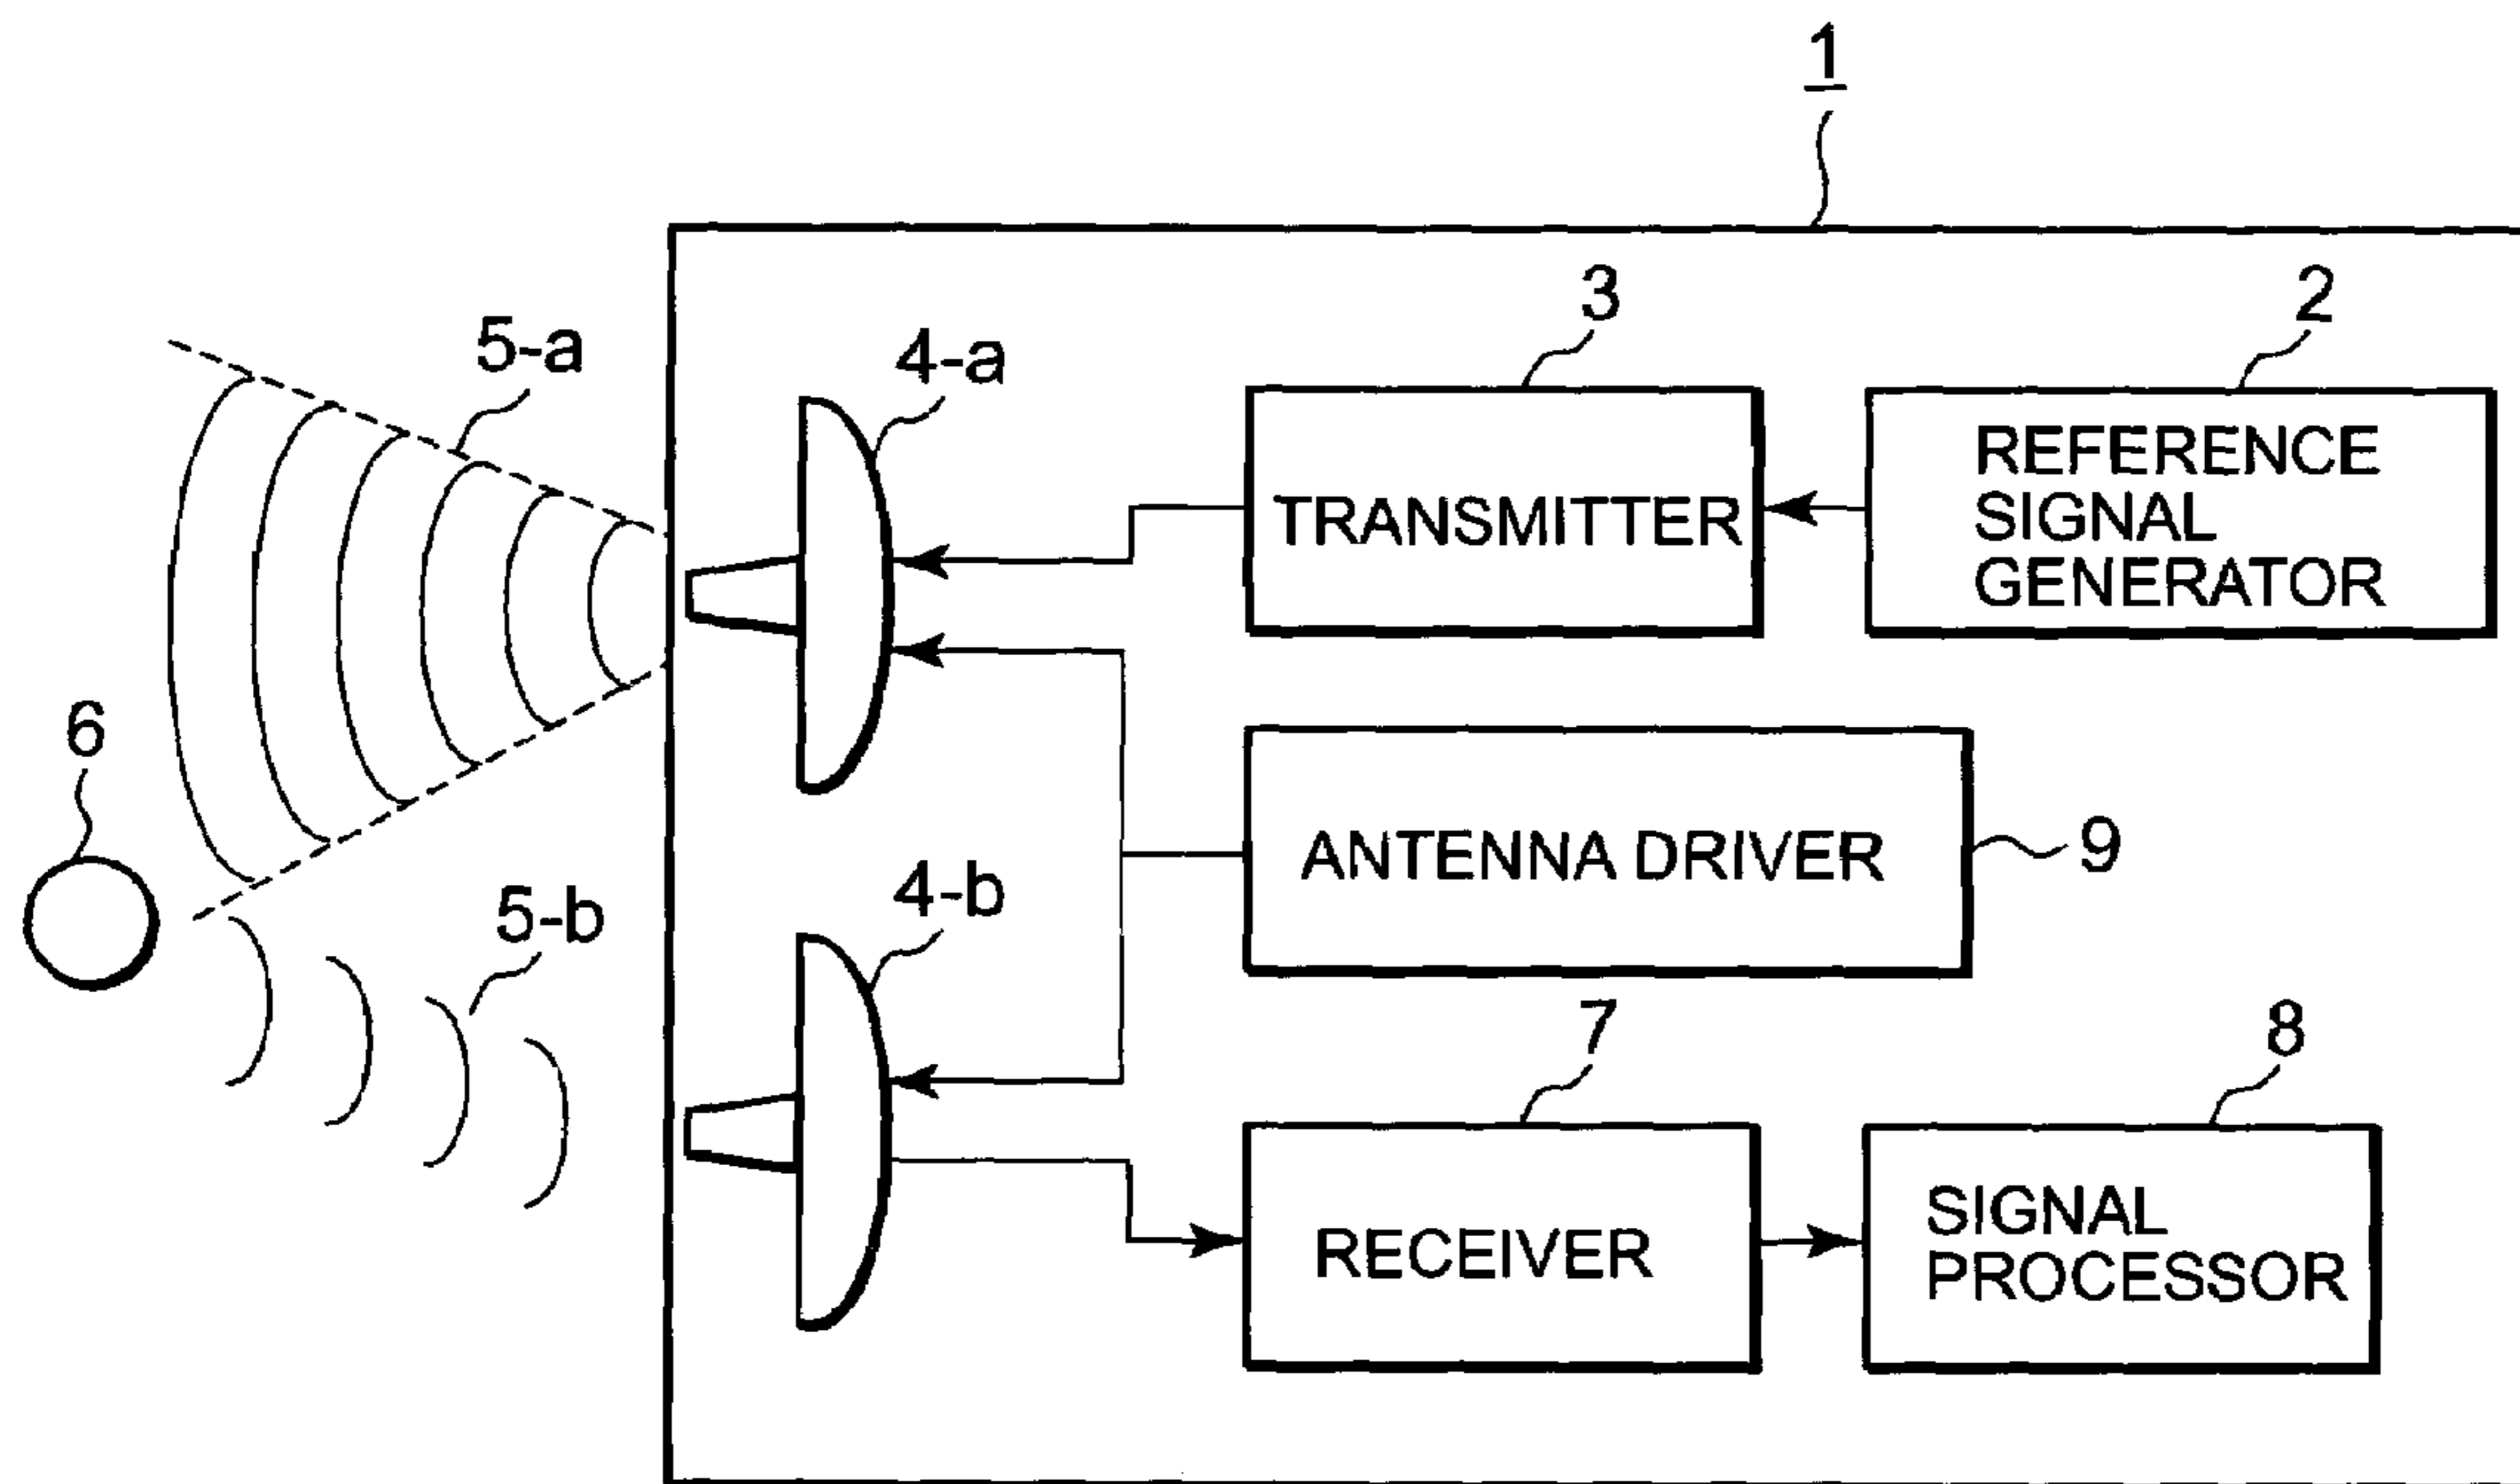 1
3
2
5-a
4-a
REFERENCE
SIGNAL
GENERATOR
TRANSMITTER
6
ANTENNA DRIVER
9
4-b
5-b
7
8
SIGNAL
PROCESSOR
RECEIVER